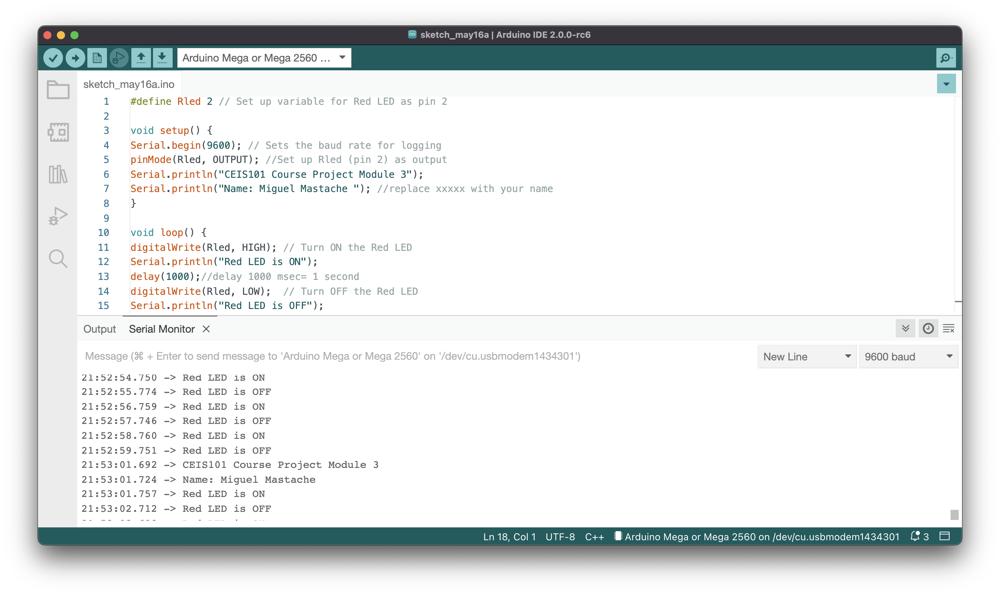 sketch_may16a | Arduino IDE 2.0.0-rc6
Arduino Mega or Mega 2560 ...
sketch_may16a.ino
1 #define Rled 2 // Set up variable for Red LED as pin 2
2
3 void setup() {
4 Serial.begin(9600); // Sets the baud rate for logging
5 pinMode(Rled, OUTPUT); //Set up Rled (pin 2) as output
6 Serial.println("CEIS101 Course Project Module 3");
7 Serial.println("Name: Miguel Mastache "); //replace xxxxx with your name
8 }
9
10 void loop() {
11 digitalWrite(Rled, HIGH); // Turn ON the Red LED
12 Serial.println("Red LED is ON");
13 delay(1000);//delay 1000 msec= 1 second
14 digitalWrite(Rled, LOW);  // Turn OFF the Red LED
15 Serial.println("Red LED is OFF");
Output Serial Monitor
Message (⌘ + Enter to send message to 'Arduino Mega or Mega 2560' on '/dev/cu.usbmodem1434301') New Line 9600 baud
21:52:54.750 -> Red LED is ON
21:52:55.774 -> Red LED is OFF
21:52:56.759 -> Red LED is ON
21:52:57.746 -> Red LED is OFF
21:52:58.760 -> Red LED is ON
21:52:59.751 -> Red LED is OFF
21:53:01.692 -> CEIS101 Course Project Module 3
21:53:01.724 -> Name: Miguel Mastache
21:53:01.757 -> Red LED is ON
21:53:02.712 -> Red LED is OFF
Ln 18, Col 1 UTF-8 C++ Arduino Mega or Mega 2560 on /dev/cu.usbmodem1434301 3